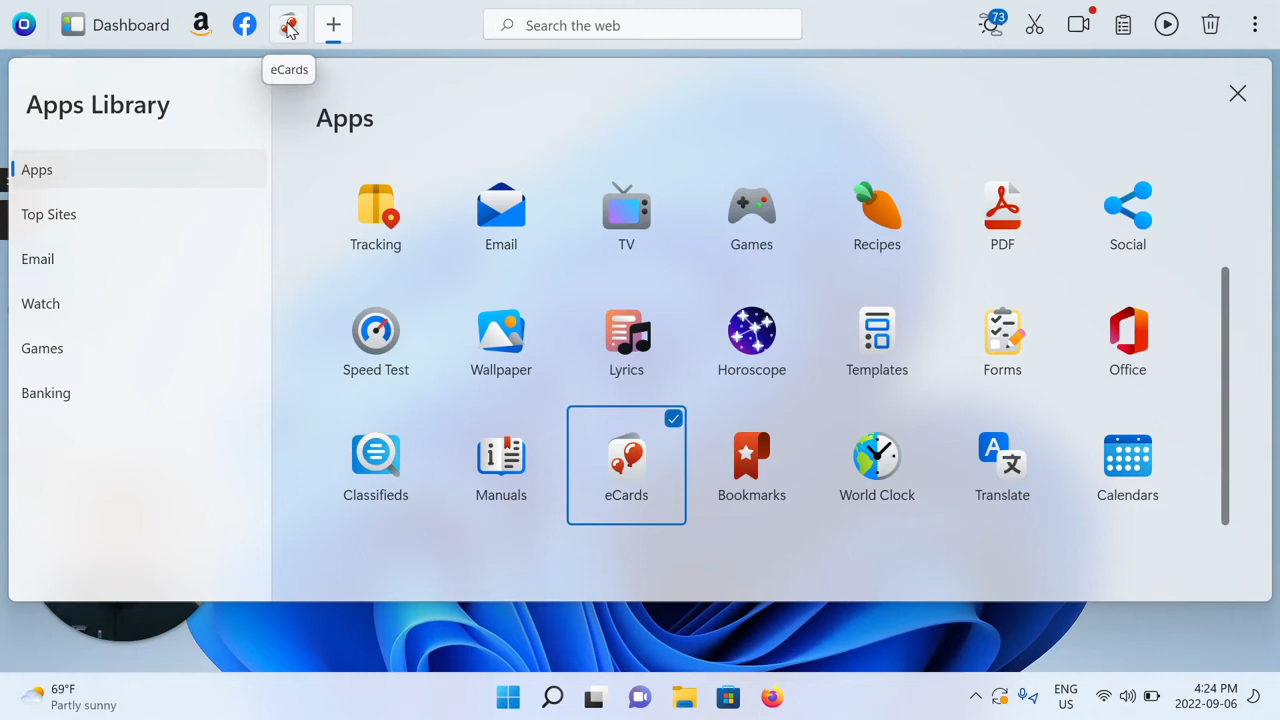 Dashboard
Search the web
73
eCards
Apps Library
Apps
Apps
Top Sites
Email
Watch
Games
Banking
Tracking
Email
TV
Games
Recipes
PDF
Social
Speed Test
Wallpaper
Lyrics
Horoscope
Templates
Forms
Office
Classifieds
Manuals
eCards
Bookmarks
World Clock
Translate
Calendars
69°F
Partly sunny
ENG
US
4:24 PM
2022-09-06